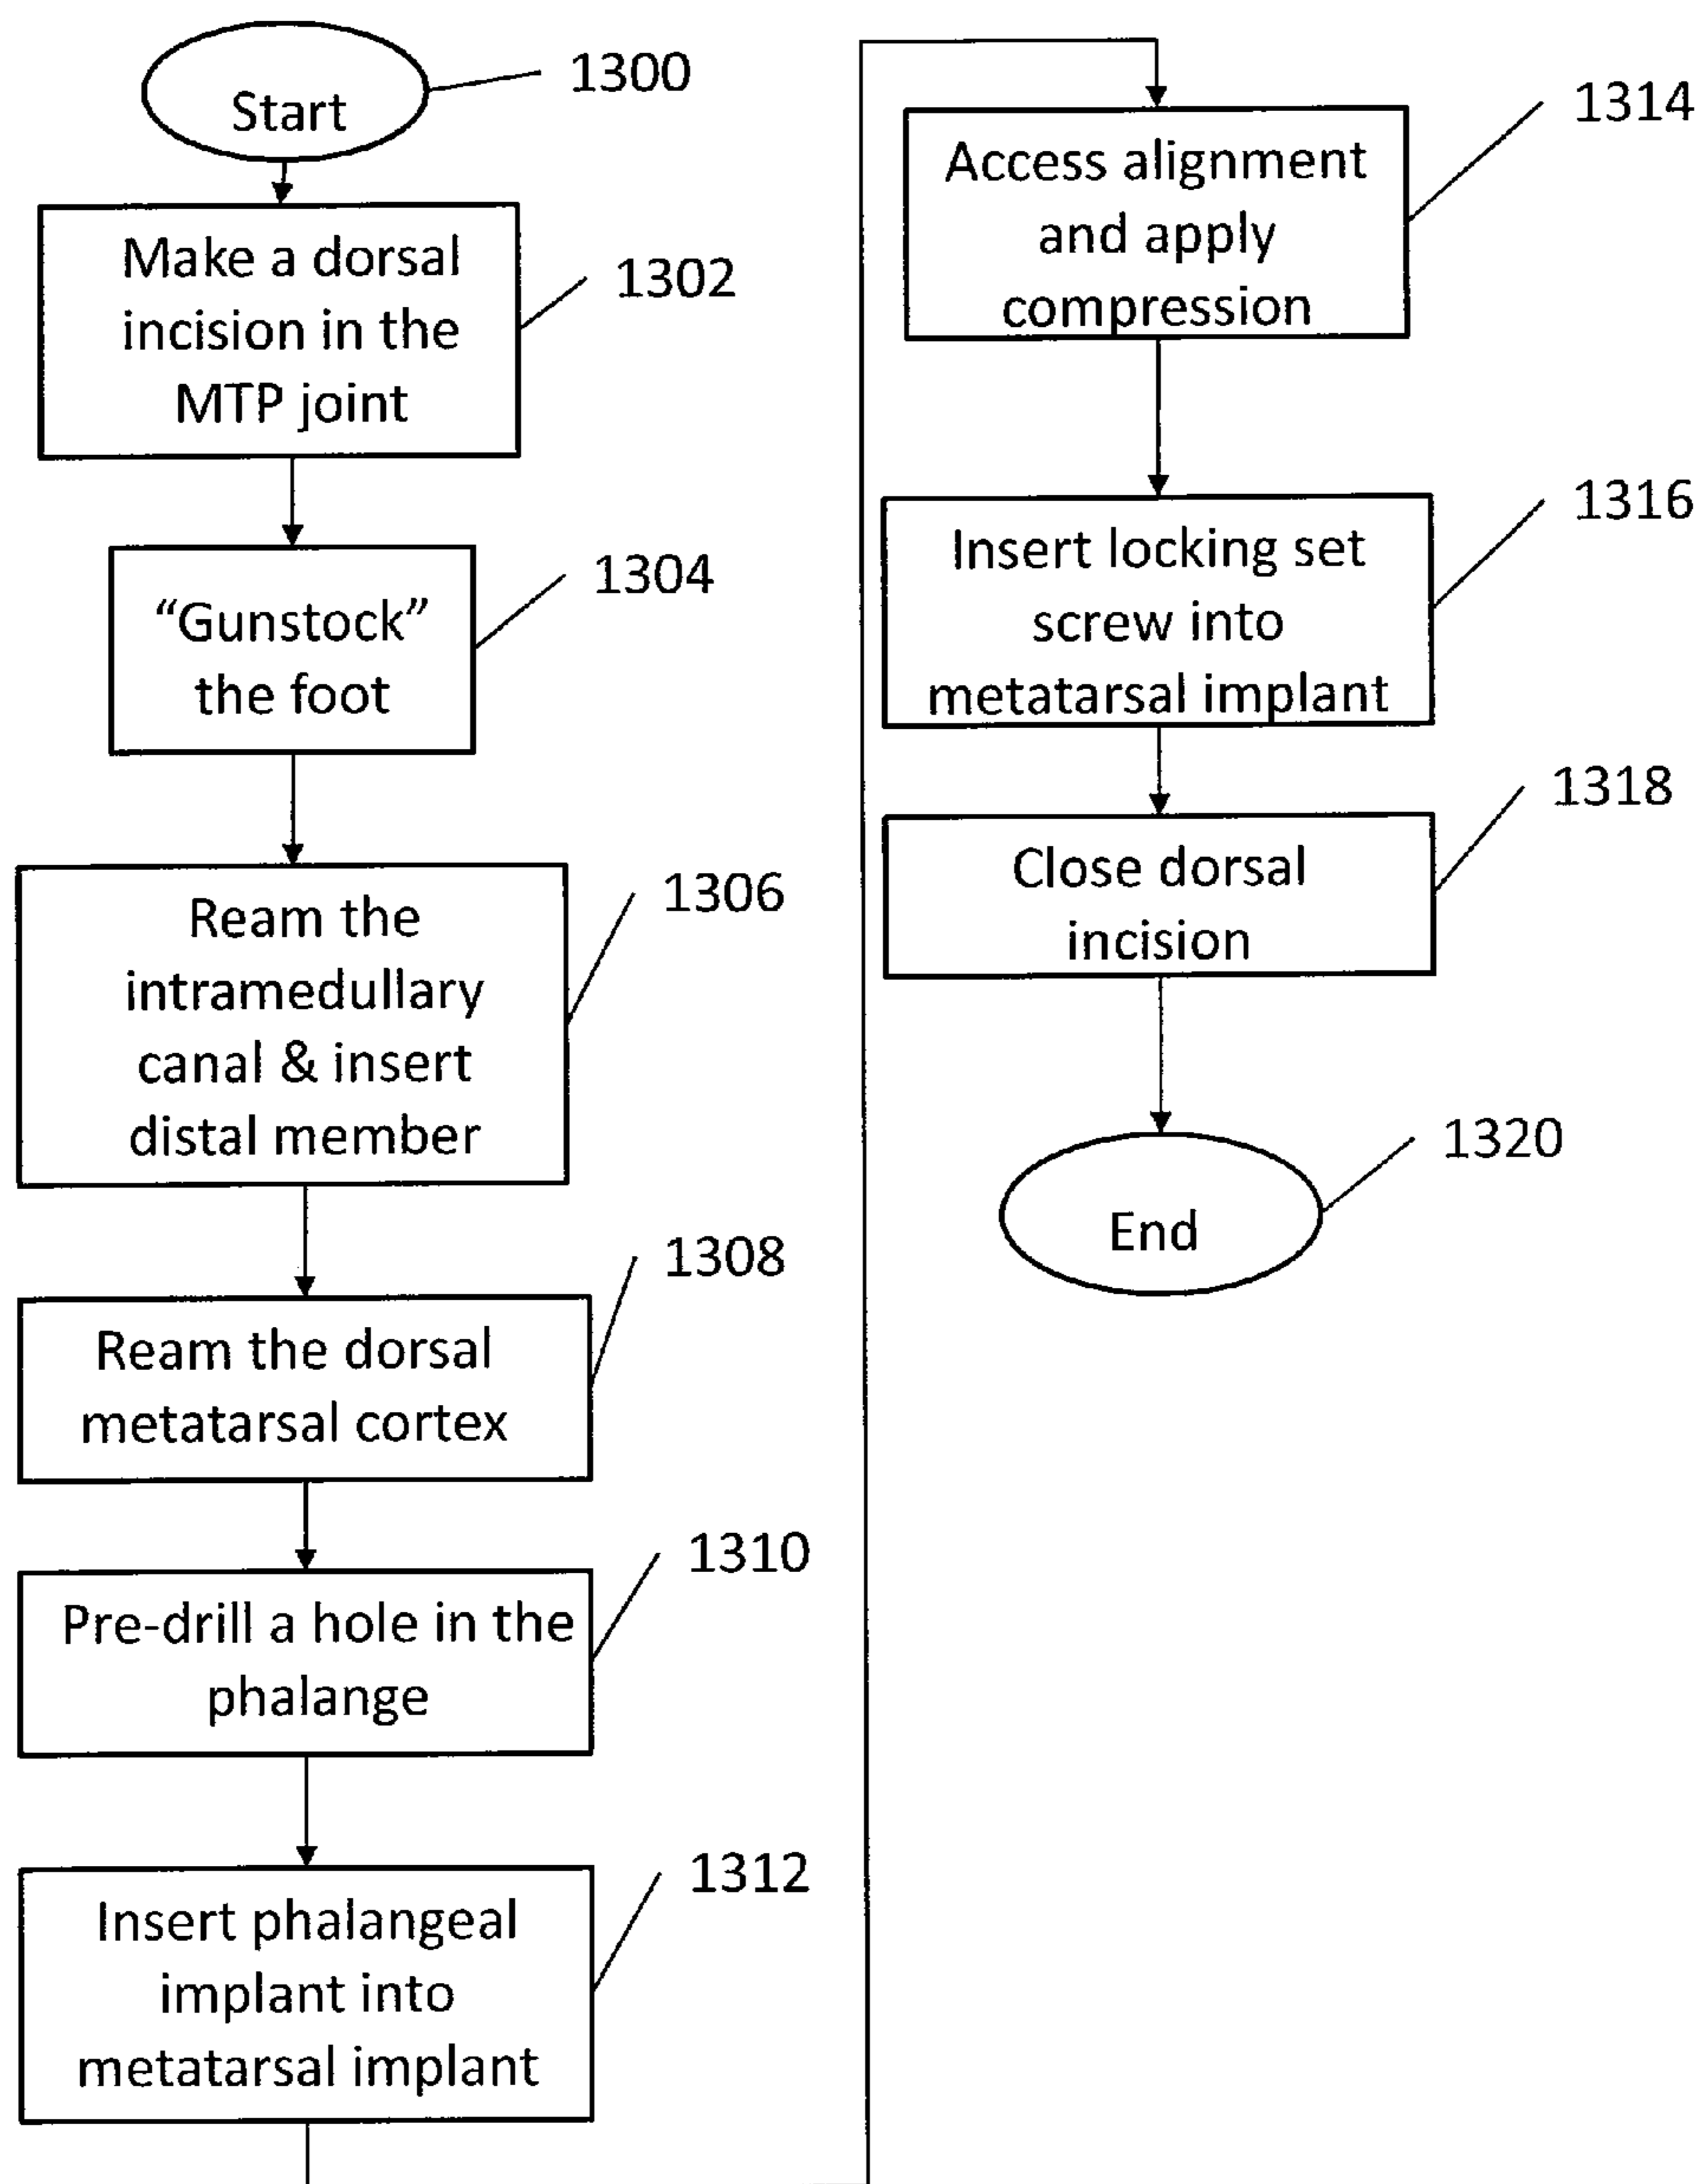 Start
1300
Make a dorsal
incision in the
MTP joint
1302
“Gunstock”
the foot
1304
Ream the
intramedullary
canal & insert
distal member
1306
Ream the dorsal
metatarsal cortex
1308
Pre-drill a hole in the
phalange
1310
Insert phalangeal
implant into
metatarsal implant
1312
Access alignment
and apply
compression
1314
Insert locking set
screw into
metatarsal implant
1316
Close dorsal
incision
1318
End
1320